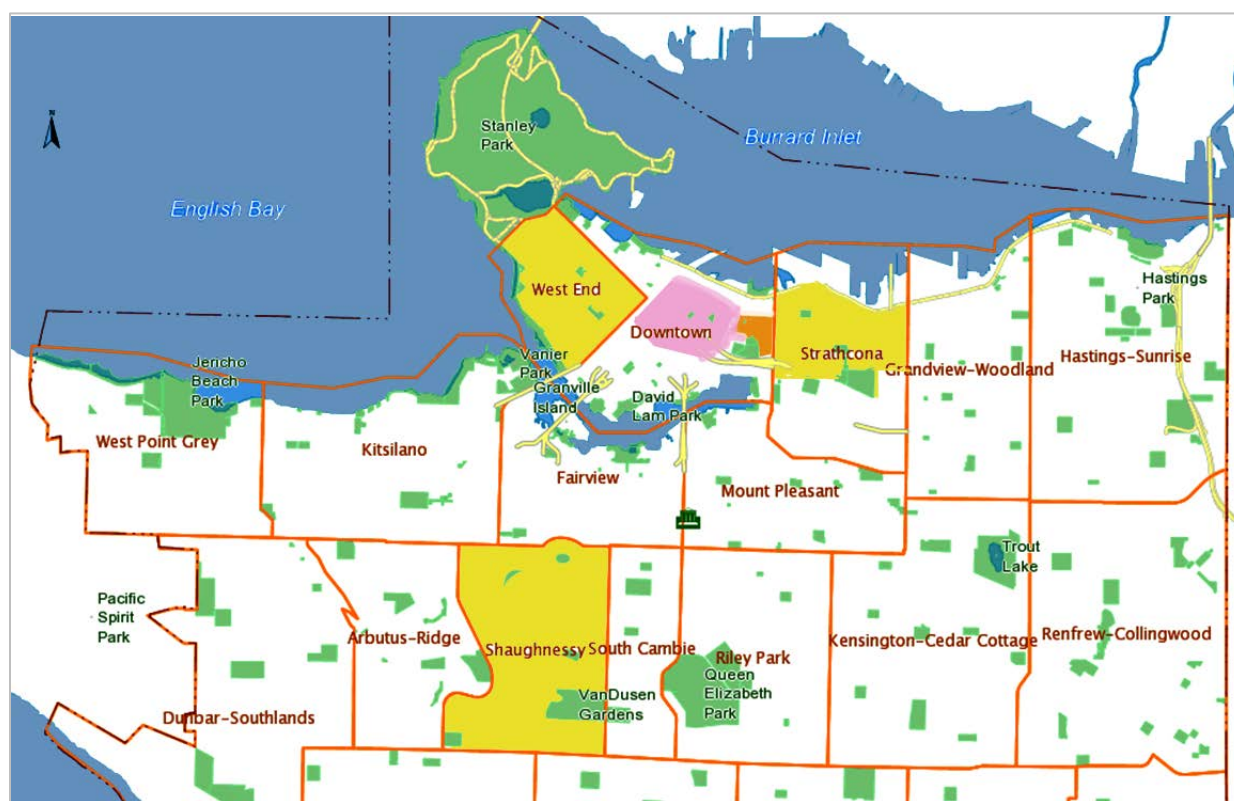 Stanley
Park
Burrard Inlet
English Bay
West End
Hastings
Park
Downtown
Strathcona
Hastings-Sunrise
Grandview-Woodland
Vanier
Park
Jericho
Beach
Park
Granville
Island
David
Lam Park
West Point Grey
Kitsilano
Fairview
Mount Pleasant
Trout
Lake
Pacific
Spirit
Park
Arbutus-Ridge
Shaughnessy
South Cambie
Riley Park
Kensington-Cedar Cottage
Renfrew-Collingwood
Queen
Elizabeth
Park
VanDusen
Gardens
Dunbar-Southlands